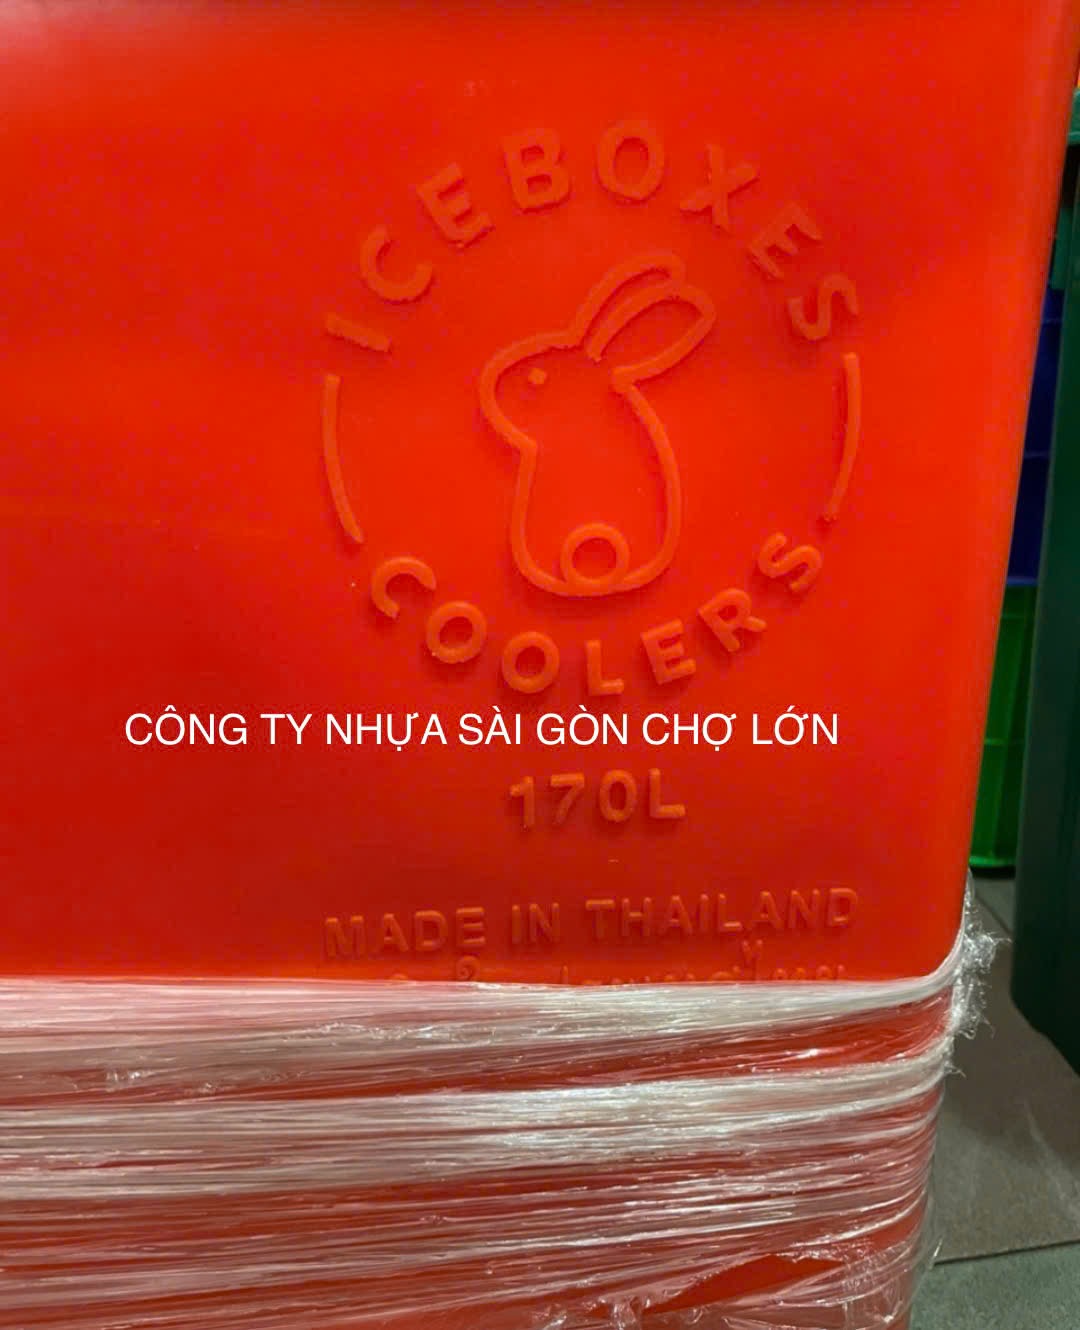 ICEBOXES
COOLERS
CÔNG TY NHỰA SÀI GÒN CHỢ LỚN
170L
MADE IN THAILAND